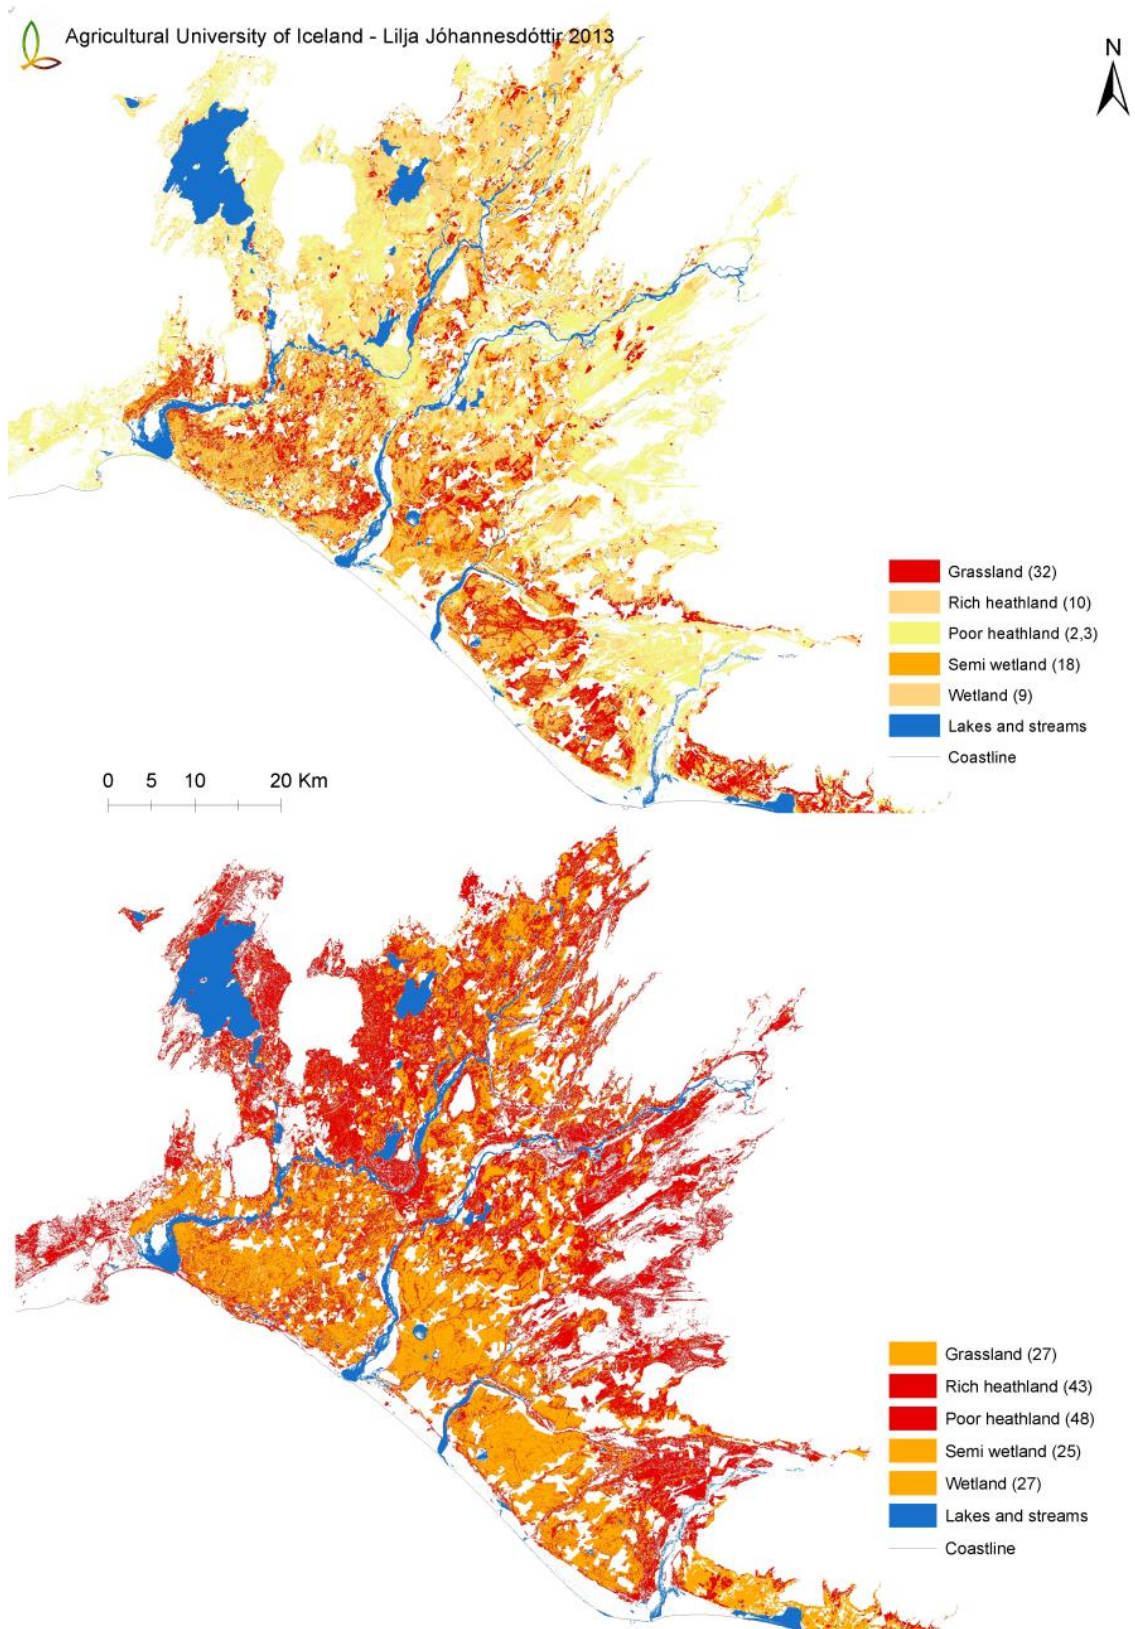 Agricultural University of Iceland - Lilja Jóhannesdóttir 2013
N
Grassland (32)
Rich heathland (10)
Poor heathland (2,3)
Semi wetland (18)
Wetland (9)
Lakes and streams
Coastline
0 5 10 20 Km
Grassland (27)
Rich heathland (43)
Poor heathland (48)
Semi wetland (25)
Wetland (27)
Lakes and streams
Coastline